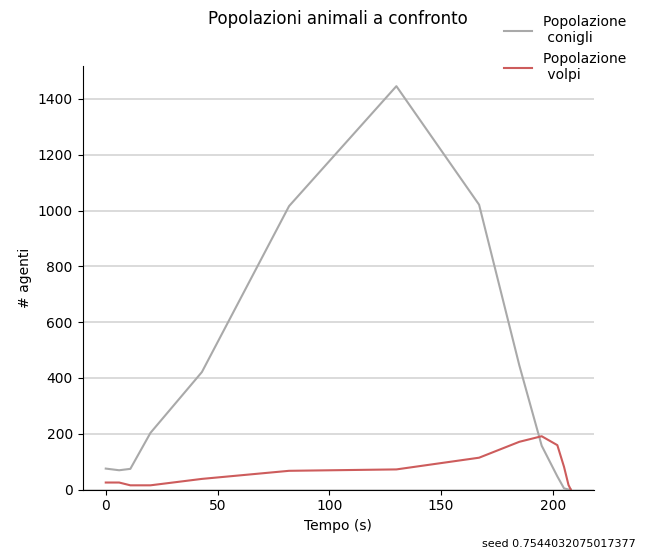 Popolazioni animali a confronto
Popolazione
conigli
Popolazione
volpi
1400
1200
1000
800
600
400
200
0
# agenti
0 50 100 150 200
Tempo (s)
seed 0.7544032075017377